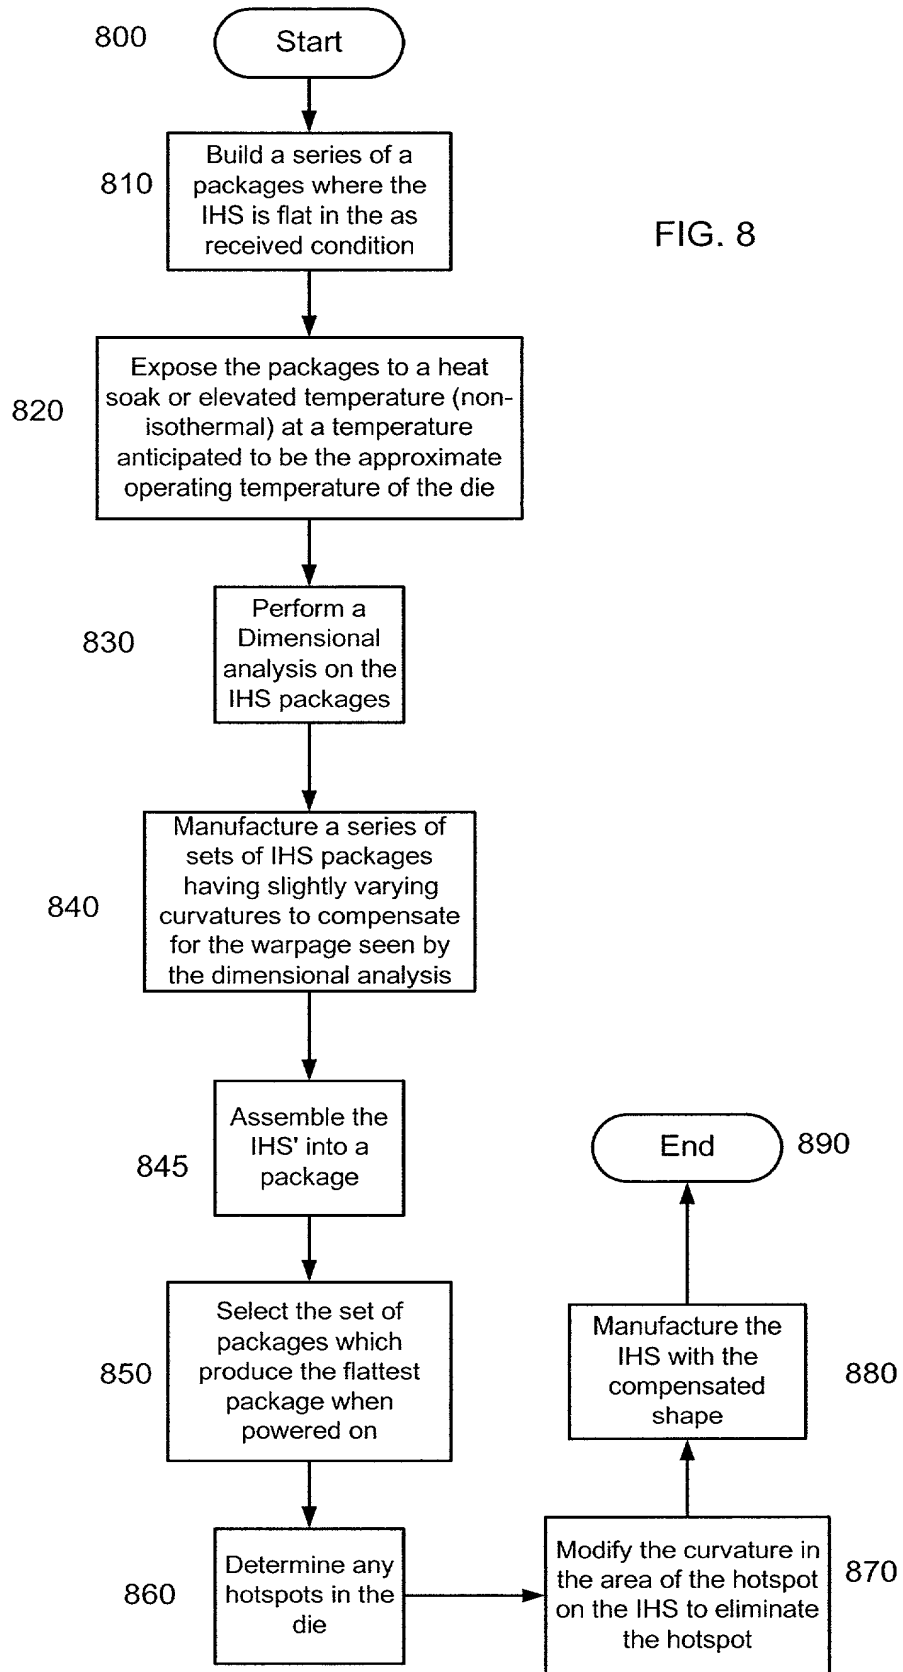 800
Start
810
Build a series of a
packages where the
IHS is flat in the as
received condition
FIG. 8
820
Expose the packages to a heat
soak or elevated temperature (non-
isothermal) at a temperature
anticipated to be the approximate
operating temperature of the die
830
Perform a
Dimensional
analysis on the
IHS packages
840
Manufacture a series of
sets of IHS packages
having slightly varying
curvatures to compensate
for the warpage seen by
the dimensional analysis
845
Assemble the
IHS' into a
package
850
Select the set of
packages which
produce the flattest
package when
powered on
860
Determine any
hotspots in the
die
Modify the curvature in
the area of the hotspot
on the IHS to eliminate
the hotspot
870
Manufacture the
IHS with the
compensated
shape
880
End
890